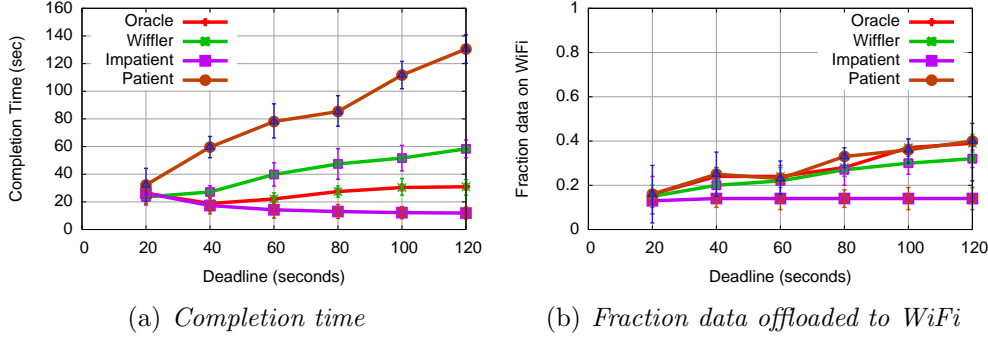 160
140
120
100
80
60
40
20
0
Completion Time (sec)
Oracle
Wiffler
Impatient
Patient
0 20 40 60 80 100 120
Deadline (seconds)
(a) Completion time
1
0.8
0.6
0.4
0.2
0
Fraction data on WiFi
Oracle
Wiffler
Impatient
Patient
0 20 40 60 80 100 120
Deadline (seconds)
(b) Fraction data offloaded to WiFi